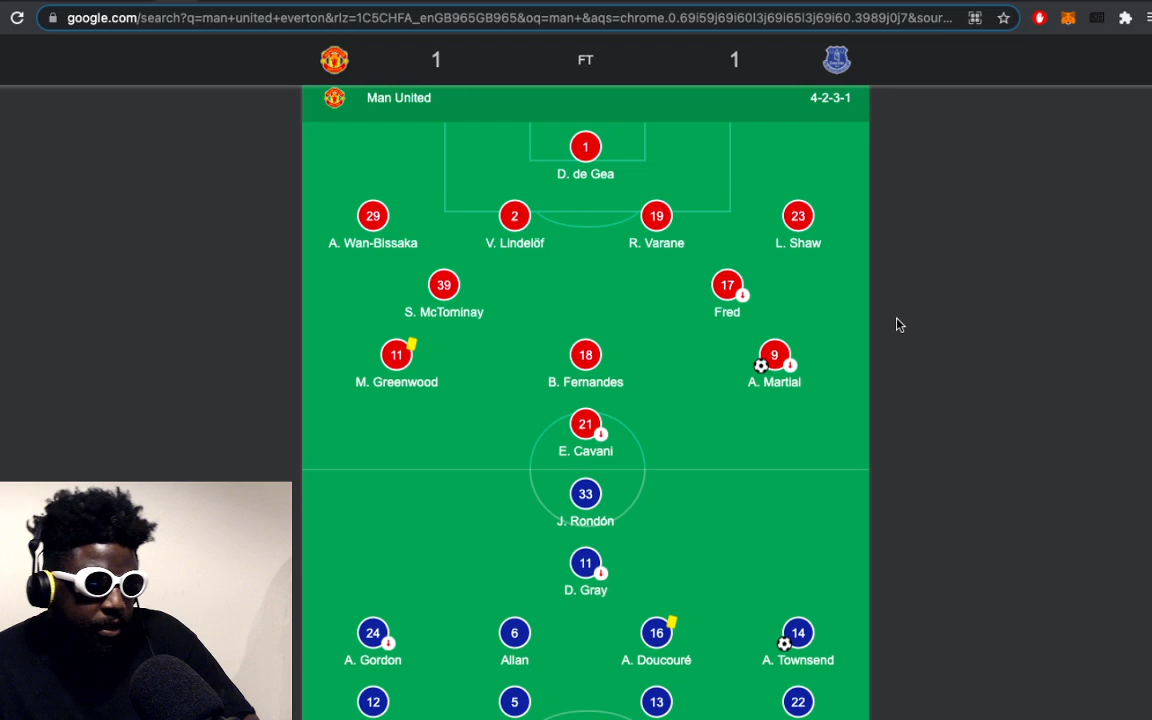 google.com/search?q=man+united+everton&rlz=1C5CHFA_enGB965GB965&oq=man+&aqs=chrome.0.69i59j69i60l3j69i65l3j69i60.3989j0j7&sour...
1 FT 1
Man United 4-2-3-1
1
D. de Gea
29 2 19 23
A. Wan-Bissaka V. Lindelöf R. Varane L. Shaw
39 17
S. McTominay Fred
11 18 9
M. Greenwood B. Fernandes A. Martial
21
E. Cavani
33
J. Rondón
11
D. Gray
24 6 16 14
A. Gordon Allan A. Doucouré A. Townsend
12 5 13 22